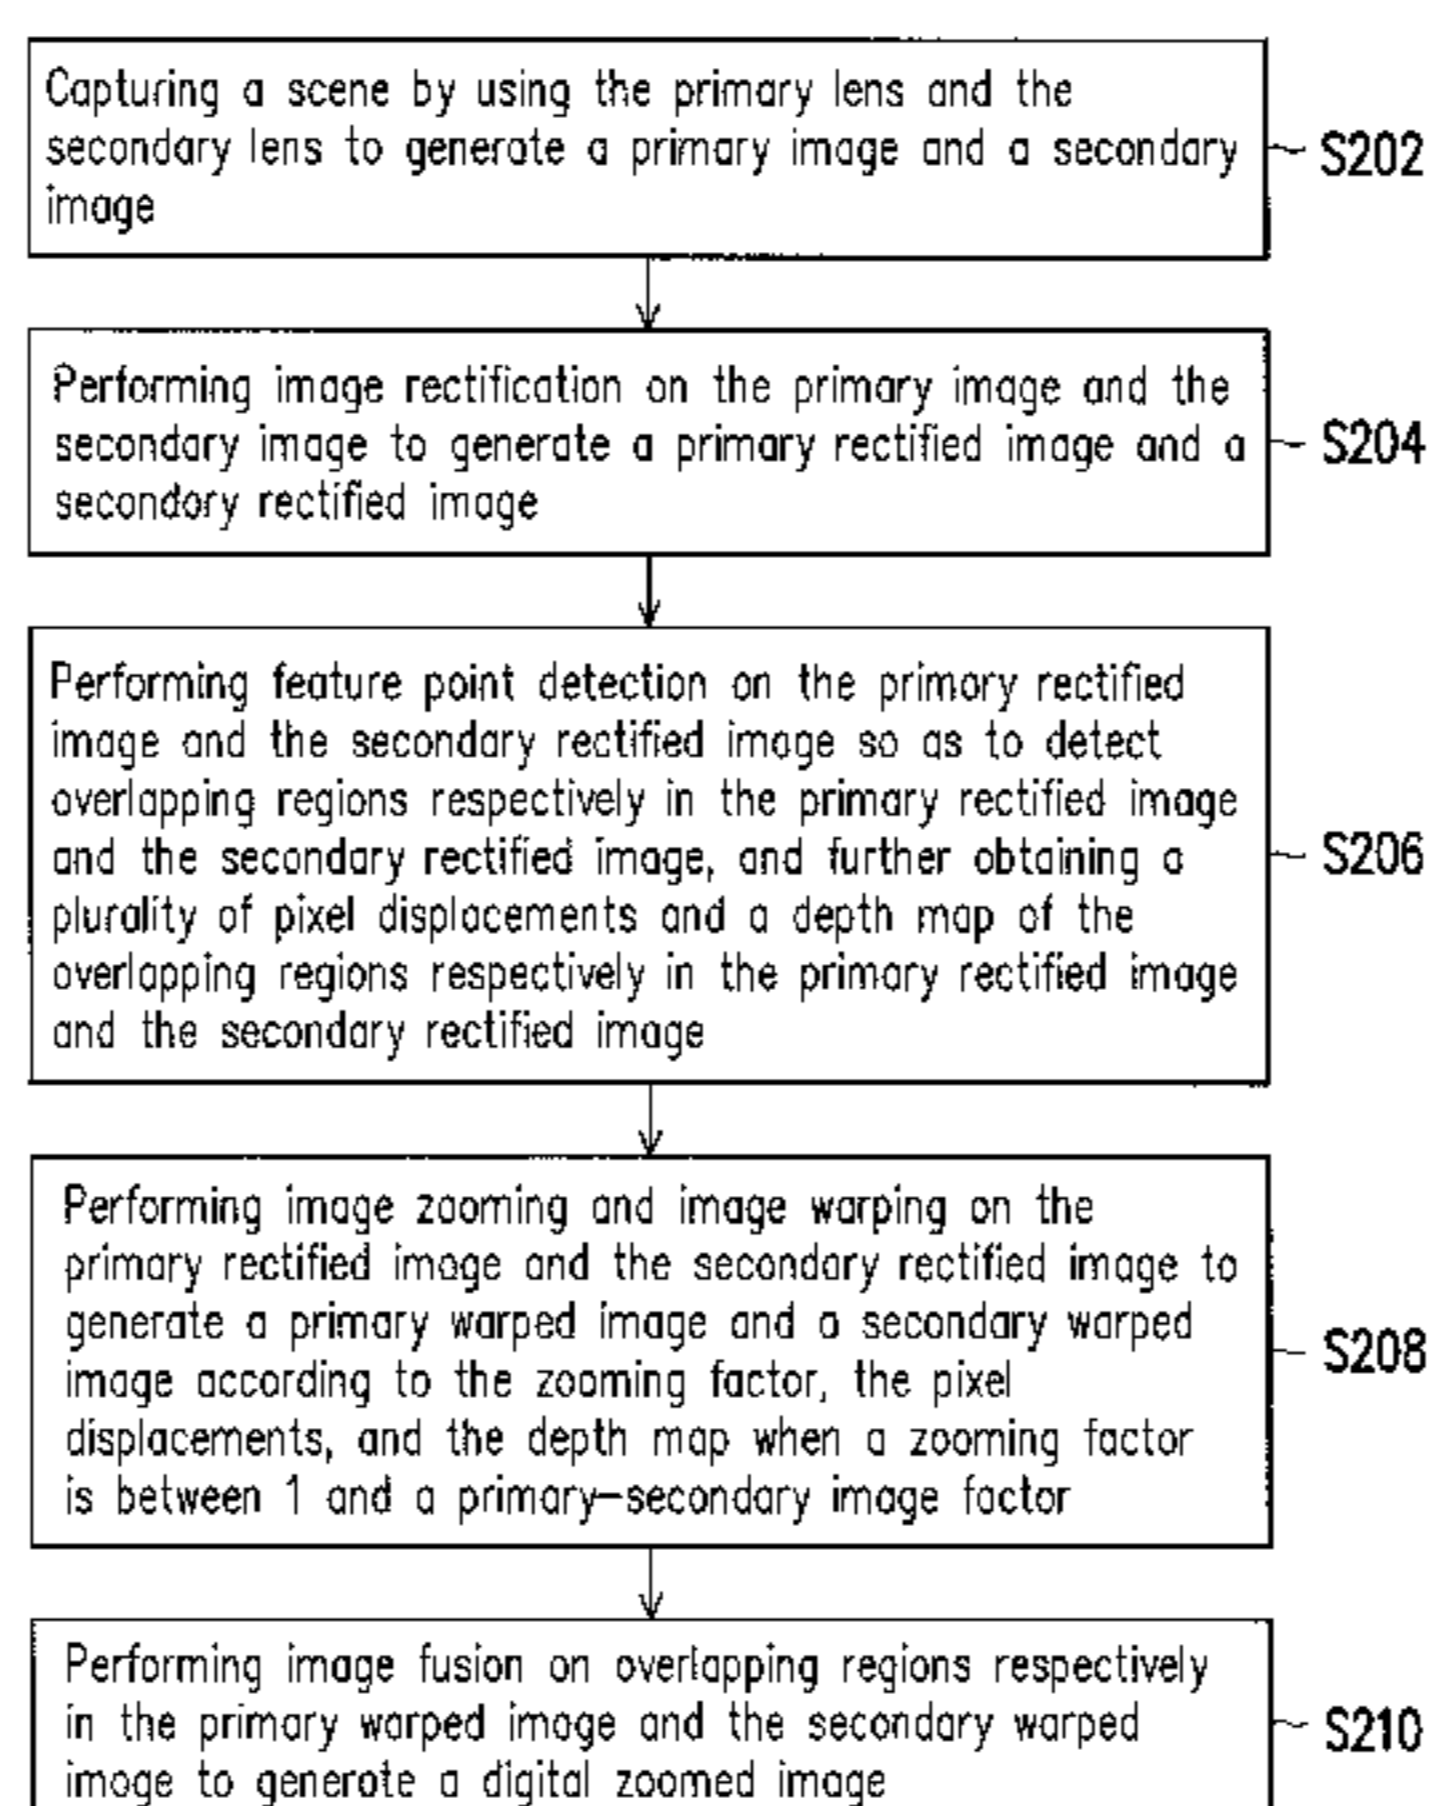 Capturing a scene by using the primary lens and the
secondary lens to generate a primary image and a secondary
image
S202
Performing image rectification on the primary image and the
secondary image to generate a primary rectified image and a
secondary rectified image
S204
Performing feature point detection on the primary rectified
image and the secondary rectified image so as to detect
overlapping regions respectively in the primary rectified image
and the secondary rectified image, and further obtaining a
plurality of pixel displacements and a depth map of the
overlapping regions respectively in the primary rectified image
and the secondary rectified image
S206
Performing image zooming and image warping on the
primary rectified image and the secondary rectified image to
generate a primary warped image and a secondary warped
image according to the zooming factor, the pixel
displacements, and the depth map when a zooming factor
is between 1 and a primary-secondary image factor
S208
Performing image fusion on overlapping regions respectively
in the primary warped image and the secondary warped
image to generate a digital zoomed image
S210